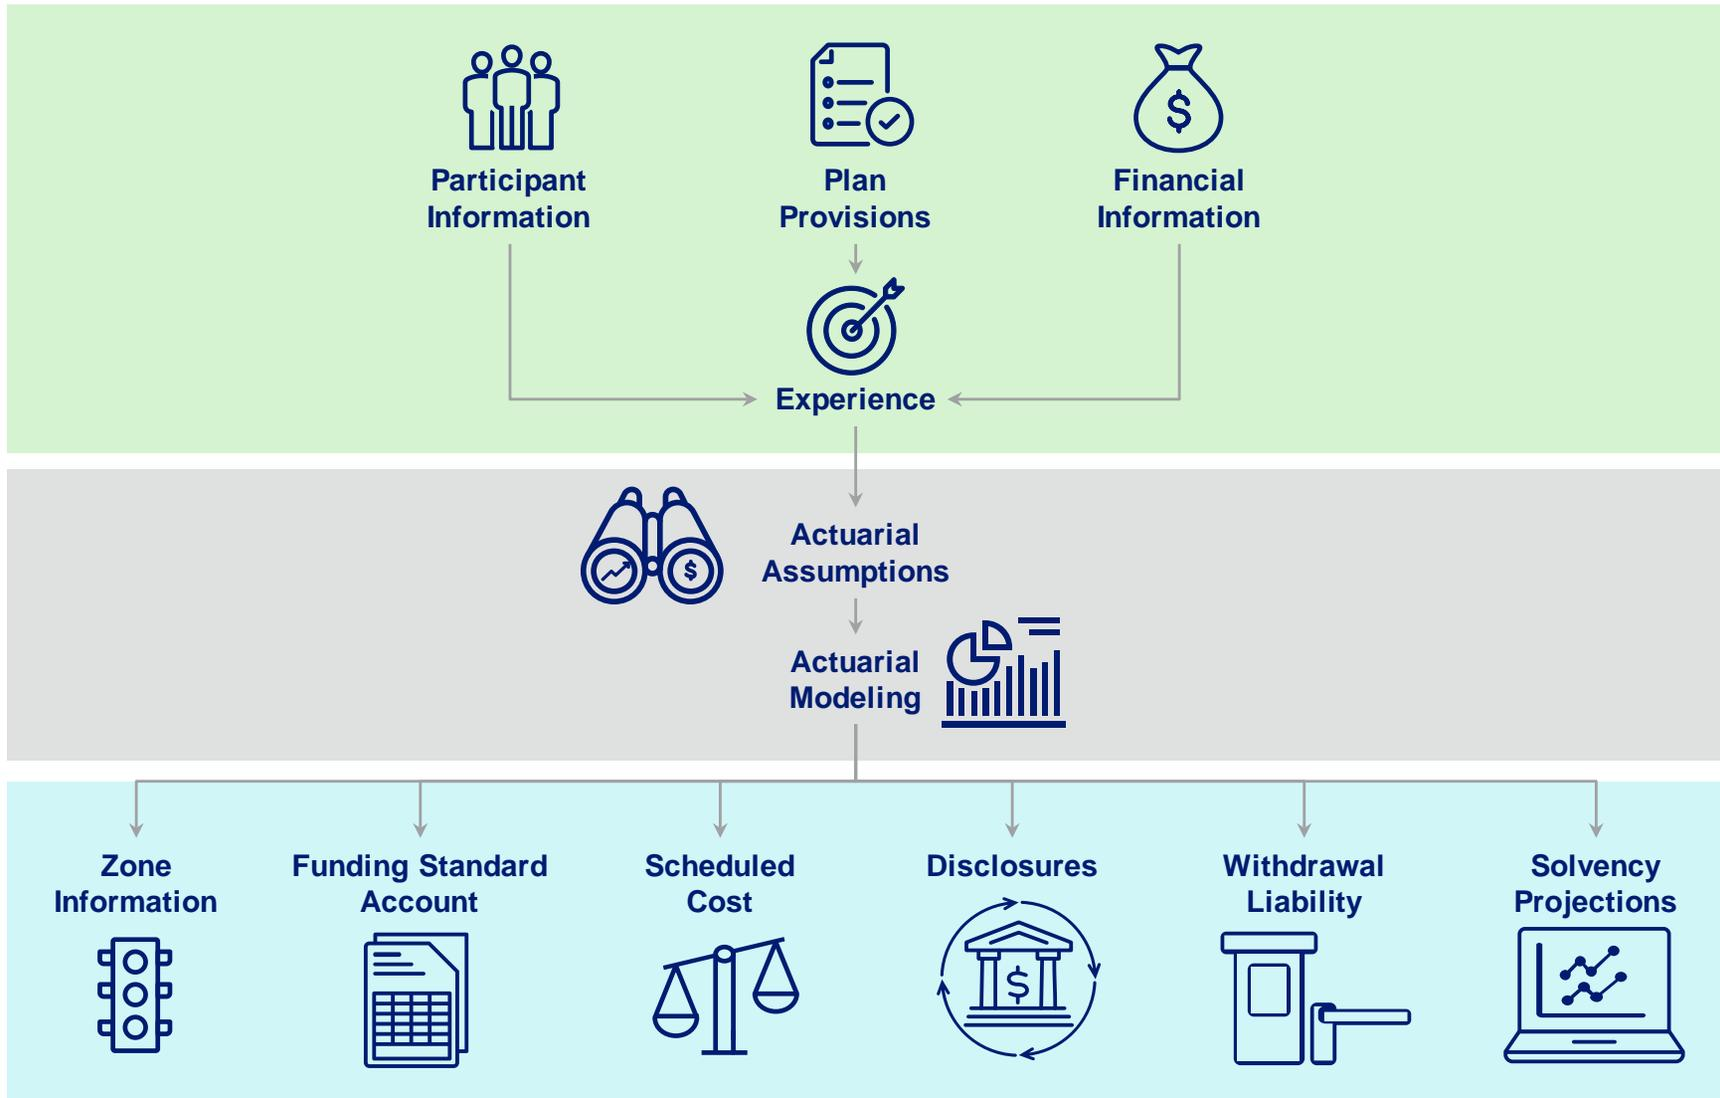 Participant
Information
Plan
Provisions
Financial
Information
$
Experience
Actuarial
Assumptions
$
Actuarial
Modeling
Zone
Information
Funding Standard
Account
Scheduled
Cost
Disclosures
$
Withdrawal
Liability
Solvency
Projections